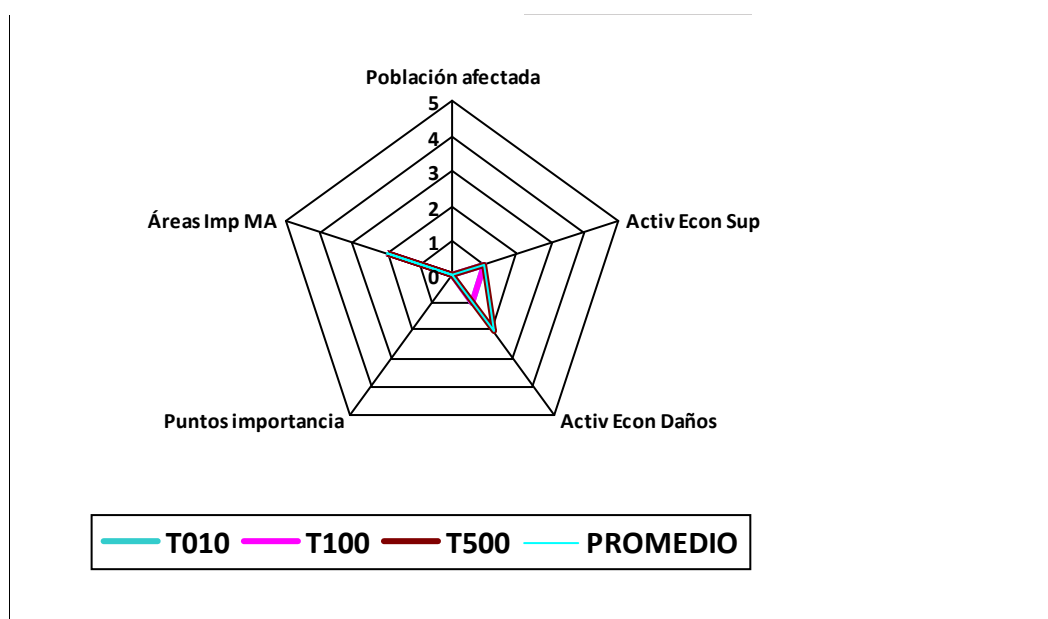 Población afectada
5
4
3
2
1
0
Áreas Imp MA
Activ Econ Sup
Puntos importancia
Activ Econ Daños
T010 T100 T500 PROMEDIO